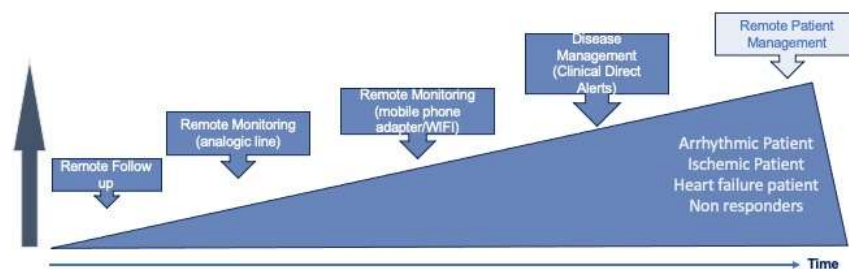 Remote Follow
up
Remote Monitoring
(analogic line)
Remote Monitoring
(mobile phone
adapter/WIFI)
Disease
Management
(Clinical Direct
Alerts)
Remote Patient
Management
Arrhythmic Patient
Ischemic Patient
Heart failure patient
Non responders
Time